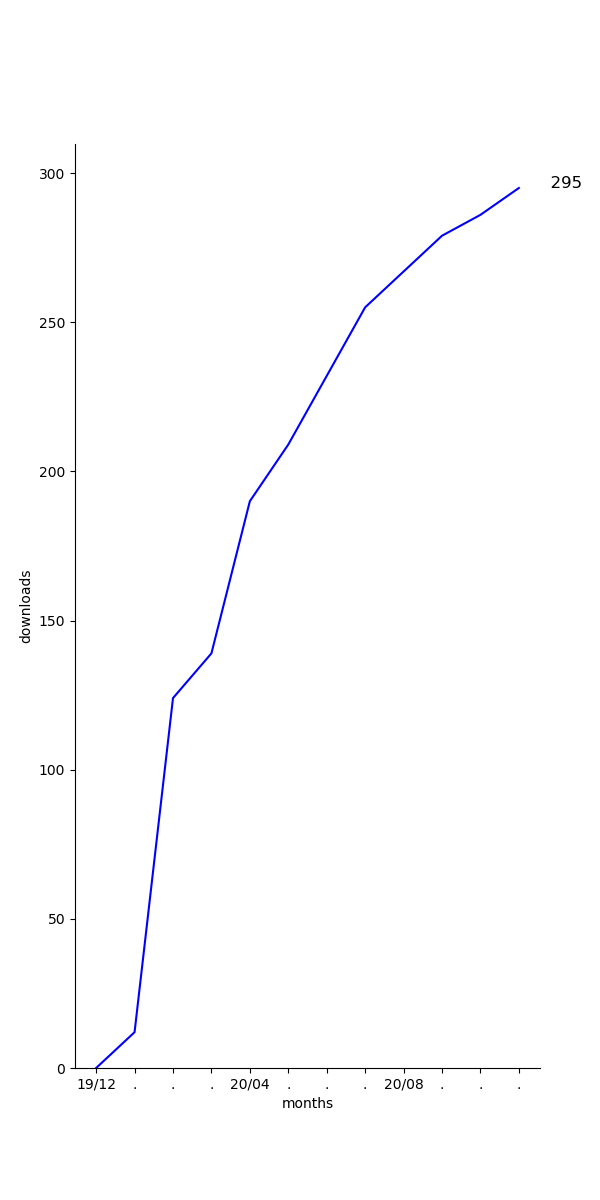 300
295
250
200
150
100
50
0
downloads
19/12 . . . 20/04 . . . 20/08 . . .
months